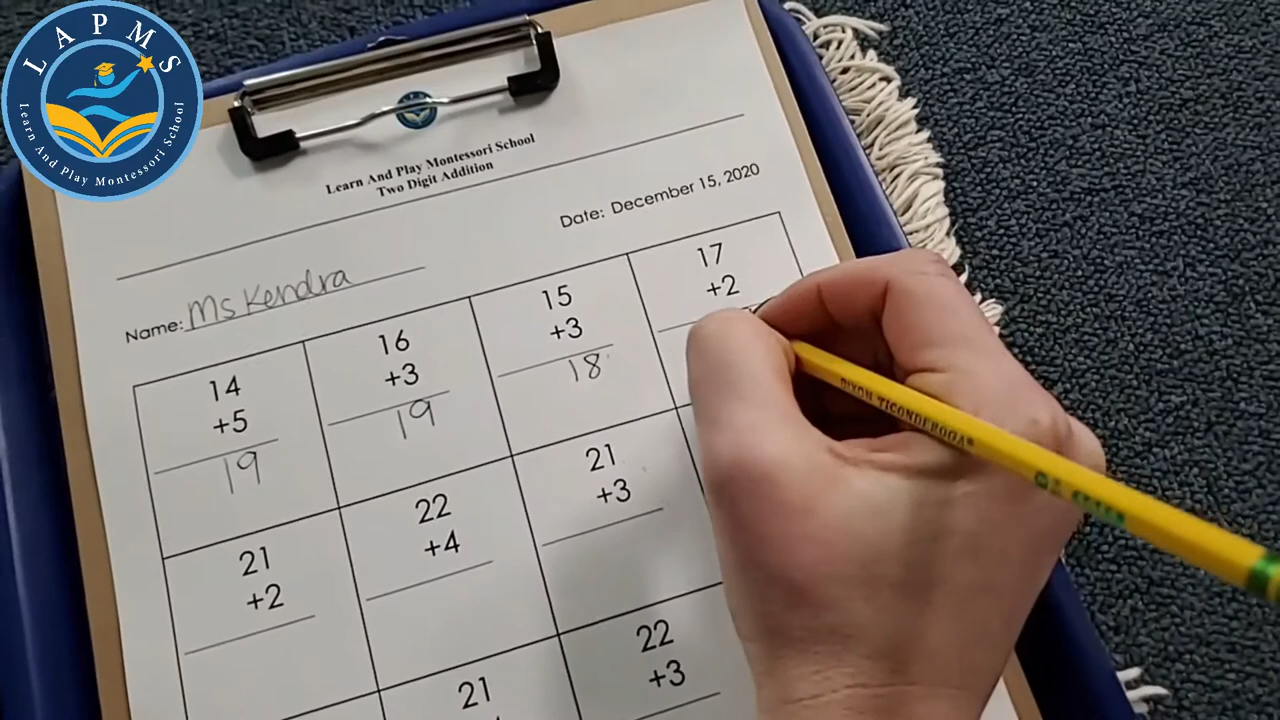 LAPMS
Learn And Play Montessori School
Learn And Play Montessori School
Two Digit Addition
Date: December 15, 2020
Name: Ms Kendra
14
+5
19
16
+3
19
15
+3
18
17
+2
21
+2
22
+4
21
+3
21
22
+3
DIXON TICONDEROGA®